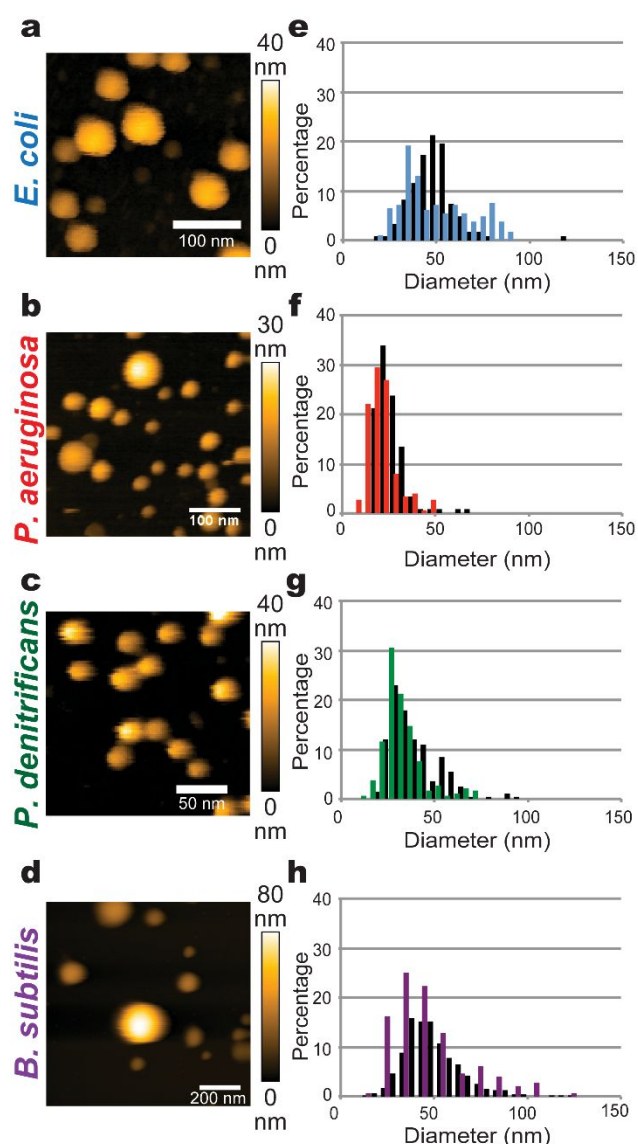 a
E. coli
40
nm
0
nm
100 nm
e
Percentage
40
30
20
10
0
0 50 100 150
Diameter (nm)
b
P. aeruginosa
30
nm
0
nm
100 nm
f
Percentage
40
30
20
10
0
0 50 100 150
Diameter (nm)
c
P. denitrificans
40
nm
0
nm
50 nm
g
Percentage
40
30
20
10
0
0 50 100 150
Diameter (nm)
d
B. subtilis
80
nm
0
nm
200 nm
h
Percentage
40
30
20
10
0
0 50 100 150
Diameter (nm)